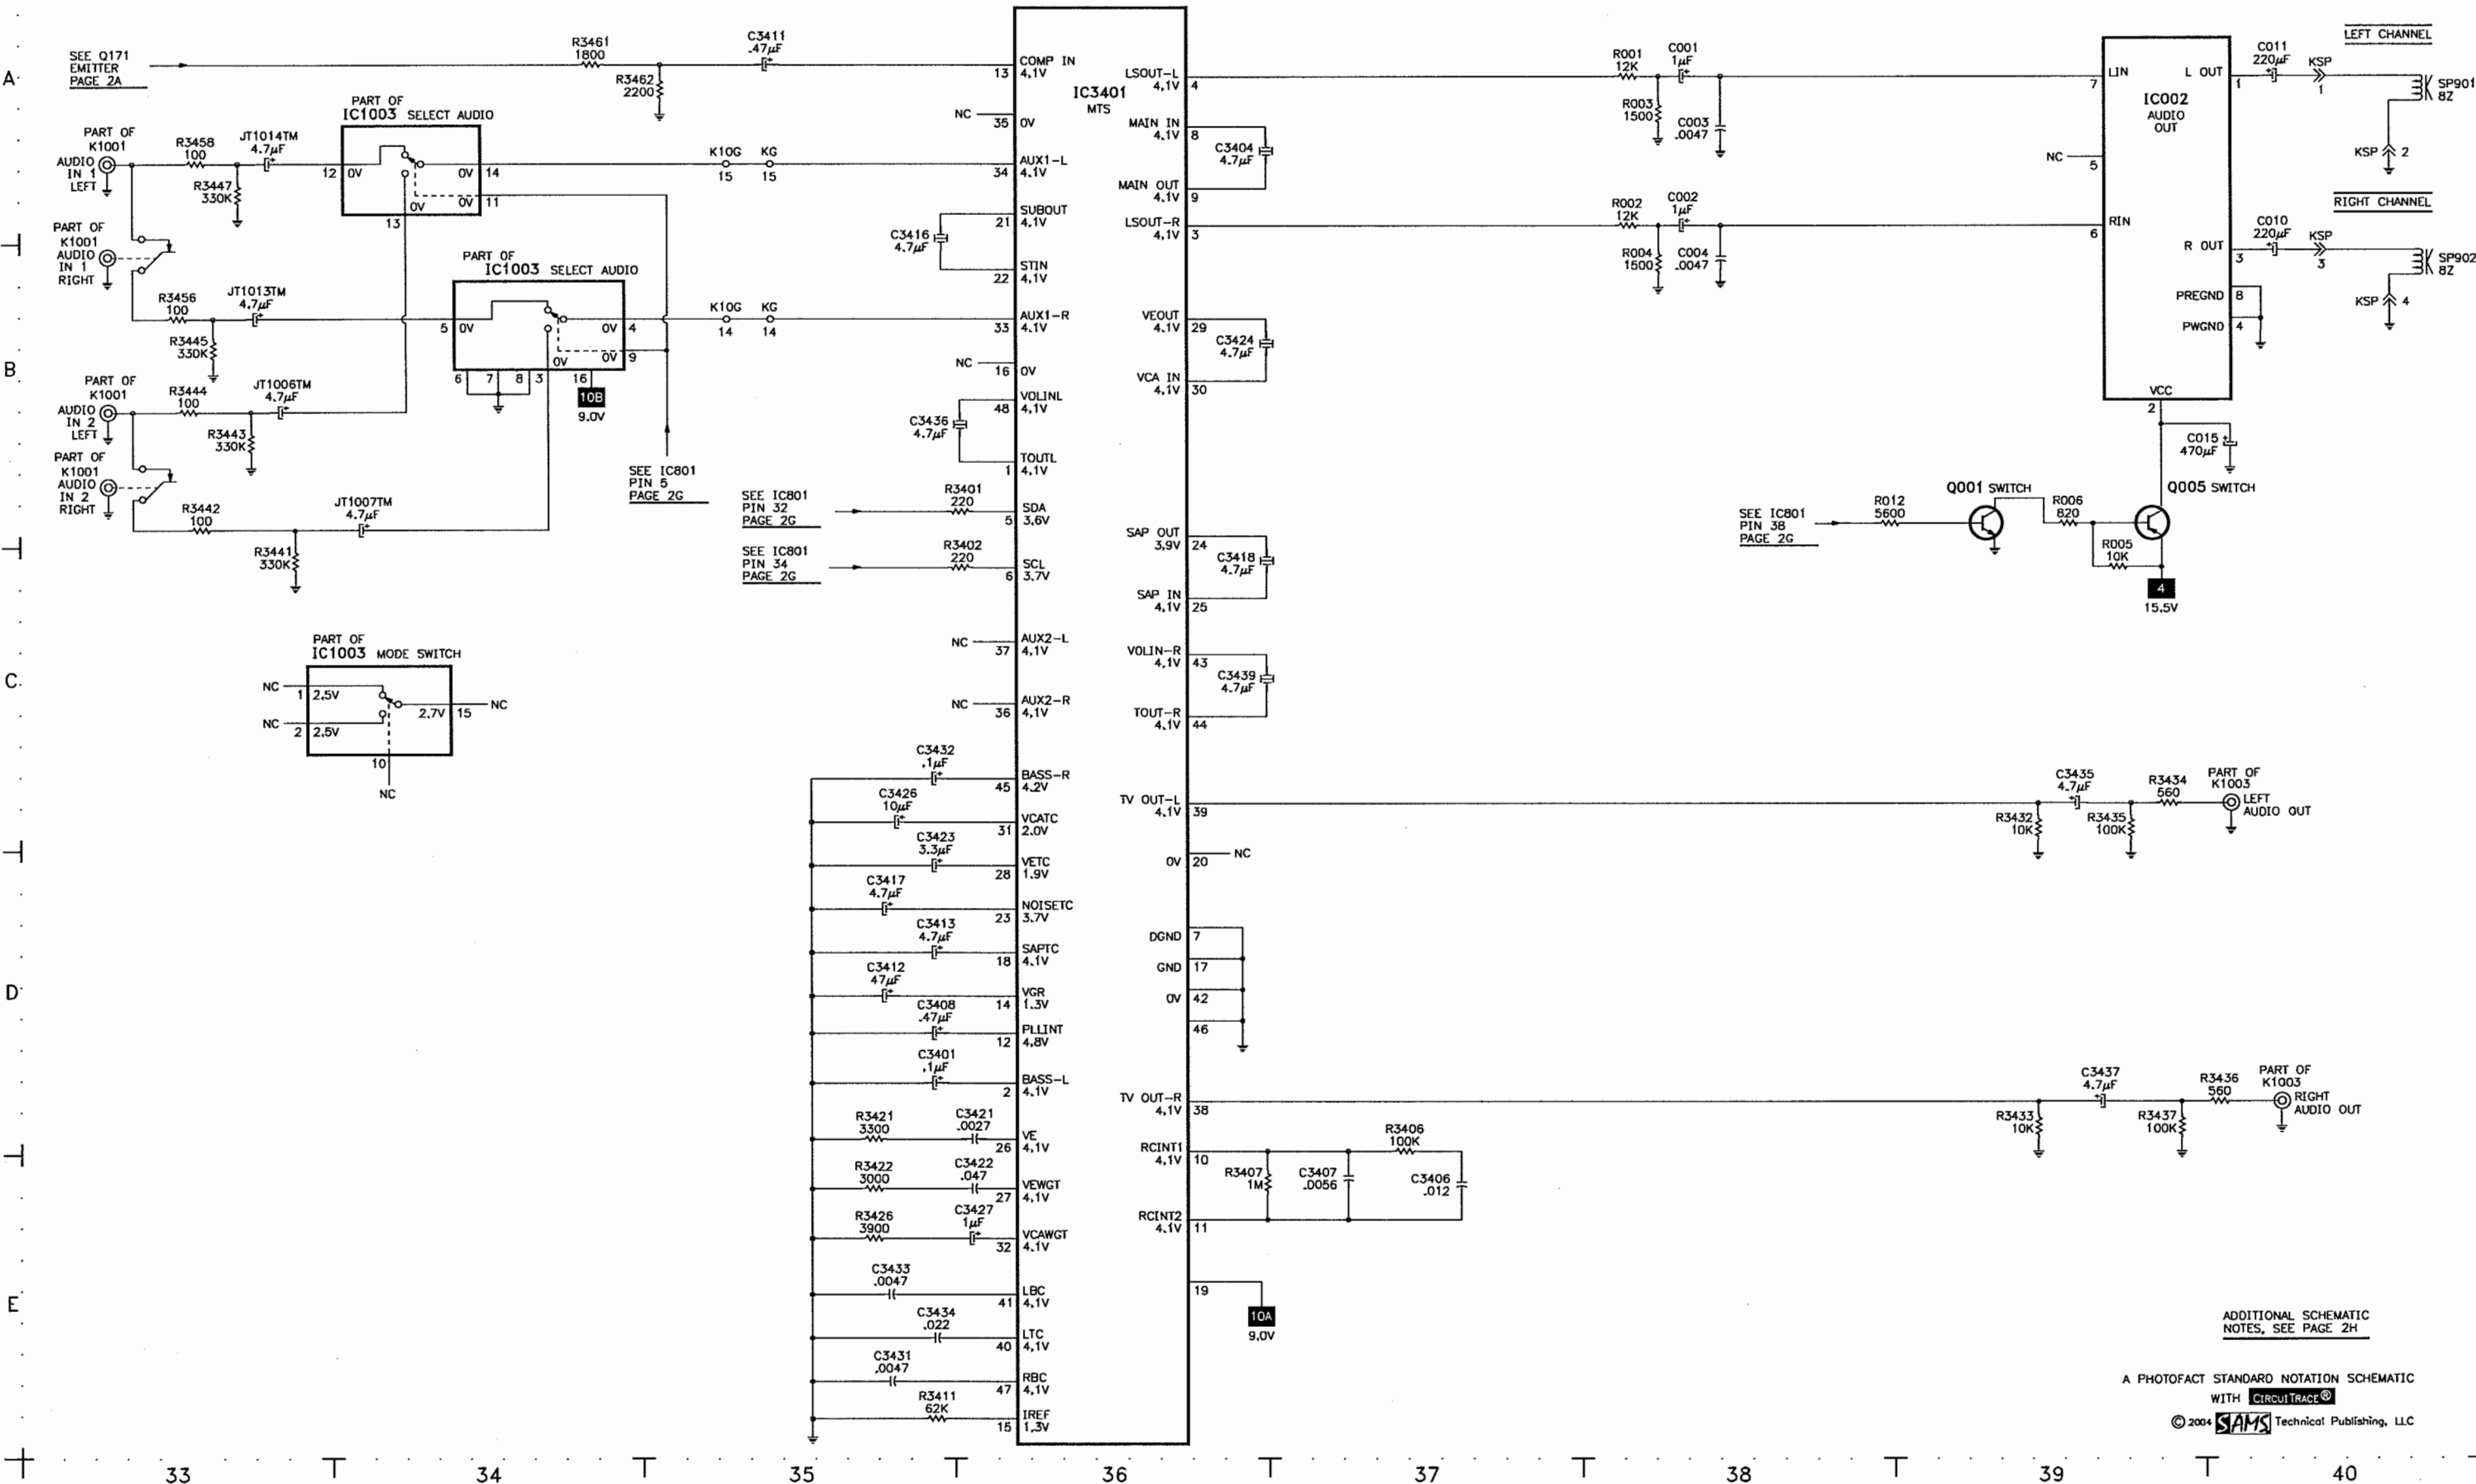 A
SEE Q171
EMITTER
PAGE 2A
R3461
1800
C3411
.47µF
R3462
2200
PART OF
IC1003 SELECT AUDIO
PART OF
K1001
AUDIO
IN 1
LEFT
R3458
100
JT1014TM
4.7µF
R3447
330K
12 0V
0V 14
0V 11
0V
13
K10G
15
KG
15
PART OF
K1001
AUDIO
IN 1
RIGHT
PART OF
IC1003 SELECT AUDIO
R3456
100
JT1013TM
4.7µF
R3445
330K
5 0V
0V 4
0V 9
0V
6 7 8 3 16
10B
9.0V
K10G
14
KG
14
B
PART OF
K1001
AUDIO
IN 2
LEFT
R3444
100
JT1006TM
4.7µF
R3443
330K
PART OF
K1001
AUDIO
IN 2
RIGHT
R3442
100
JT1007TM
4.7µF
R3441
330K
SEE IC801
PIN 5
PAGE 2G
SEE IC801
PIN 32
PAGE 2G
R3401
220
SEE IC801
PIN 34
PAGE 2G
R3402
220
C
PART OF
IC1003 MODE SWITCH
NC 1 2.5V
NC 2 2.5V
2.7V 15 NC
10
NC
IC3401
MTS
13 COMP IN
4.1V
NC 35 0V
34 AUX1-L
4.1V
C3416
4.7µF
21 SUBOUT
4.1V
22 STIN
4.1V
33 AUX1-R
4.1V
NC 16 0V
C3436
4.7µF
48 VOLINL
4.1V
1 TOUTL
4.1V
5 SDA
3.6V
6 SCL
3.7V
NC 37 AUX2-L
4.1V
NC 36 AUX2-R
4.1V
C3432
.1µF
45 BASS-R
4.2V
C3426
10µF
31 VCATC
2.0V
C3423
3.3µF
28 VETC
1.9V
C3417
4.7µF
23 NOISETC
3.7V
C3413
4.7µF
18 SAPTC
4.1V
D
C3412
47µF
14 VGR
1.3V
C3408
.47µF
12 PLLINT
4.8V
C3401
.1µF
2 BASS-L
4.1V
R3421
3300
C3421
.0027
26 VE
4.1V
R3422
3000
C3422
.047
27 VEWGT
4.1V
R3426
3900
C3427
1µF
32 VCAWGT
4.1V
E
C3433
.0047
41 LBC
4.1V
C3434
.022
40 LTC
4.1V
C3431
.0047
47 RBC
4.1V
R3411
62K
15 IREF
1.3V
LSOUT-L
4.1V 4
MAIN IN
4.1V 8
C3404
4.7µF
MAIN OUT
4.1V 9
LSOUT-R
4.1V 3
VEOUT
4.1V 29
C3424
4.7µF
VCA IN
4.1V 30
SAP OUT
3.9V 24
C3418
4.7µF
SAP IN
4.1V 25
VOLIN-R
4.1V 43
C3439
4.7µF
TOUT-R
4.1V 44
TV OUT-L
4.1V 39
0V 20 NC
DGND 7
GND 17
0V 42
46
TV OUT-R
4.1V 38
RCINT1
4.1V 10
R3407
1M
C3407
.0056
R3406
100K
C3406
.012
RCINT2
4.1V 11
19
10A
9.0V
R001
12K
C001
1µF
R003
1500
C003
.0047
R002
12K
C002
1µF
R004
1500
C004
.0047
IC002
AUDIO
OUT
7 LIN
L OUT 1
NC 5
6 RIN
R OUT 3
PREGND 8
PWGND 4
VCC
2
LEFT CHANNEL
C011
220µF
KSP
1
SP901
8Z
KSP 2
RIGHT CHANNEL
C010
220µF
KSP
3
SP902
8Z
KSP 4
C015
470µF
SEE IC801
PIN 38
PAGE 2G
R012
5600
Q001 SWITCH
R006
820
Q005 SWITCH
R005
10K
4
15.5V
C3435
4.7µF
R3434
560
PART OF
K1003
LEFT
AUDIO OUT
R3432
10K
R3435
100K
C3437
4.7µF
R3436
560
PART OF
K1003
RIGHT
AUDIO OUT
R3433
10K
R3437
100K
ADDITIONAL SCHEMATIC
NOTES, SEE PAGE 2H
A PHOTOFACT STANDARD NOTATION SCHEMATIC
WITH CIRCUITRACE®
© 2004 SAMS Technical Publishing, LLC
33 34 35 36 37 38 39 40